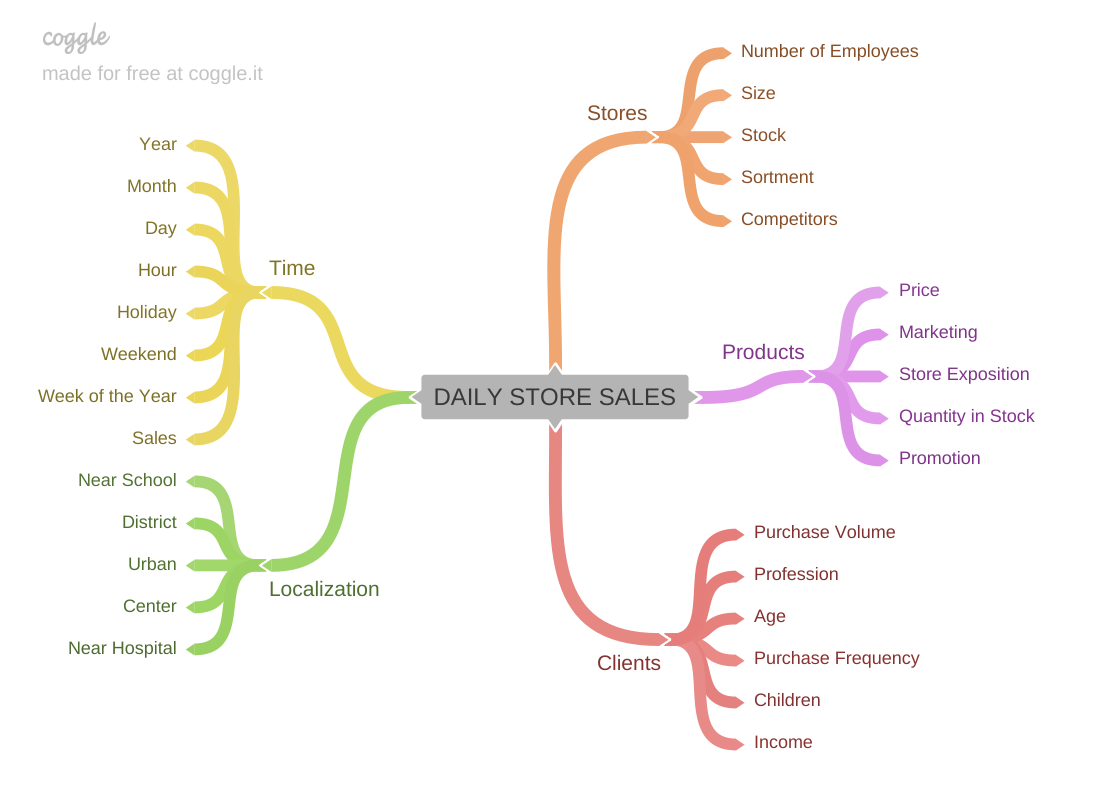 coggle
made for free at coggle.it
DAILY STORE SALES
Stores
Number of Employees
Size
Stock
Sortment
Competitors
Products
Price
Marketing
Store Exposition
Quantity in Stock
Promotion
Clients
Purchase Volume
Profession
Age
Purchase Frequency
Children
Income
Time
Year
Month
Day
Hour
Holiday
Weekend
Week of the Year
Sales
Localization
Near School
District
Urban
Center
Near Hospital